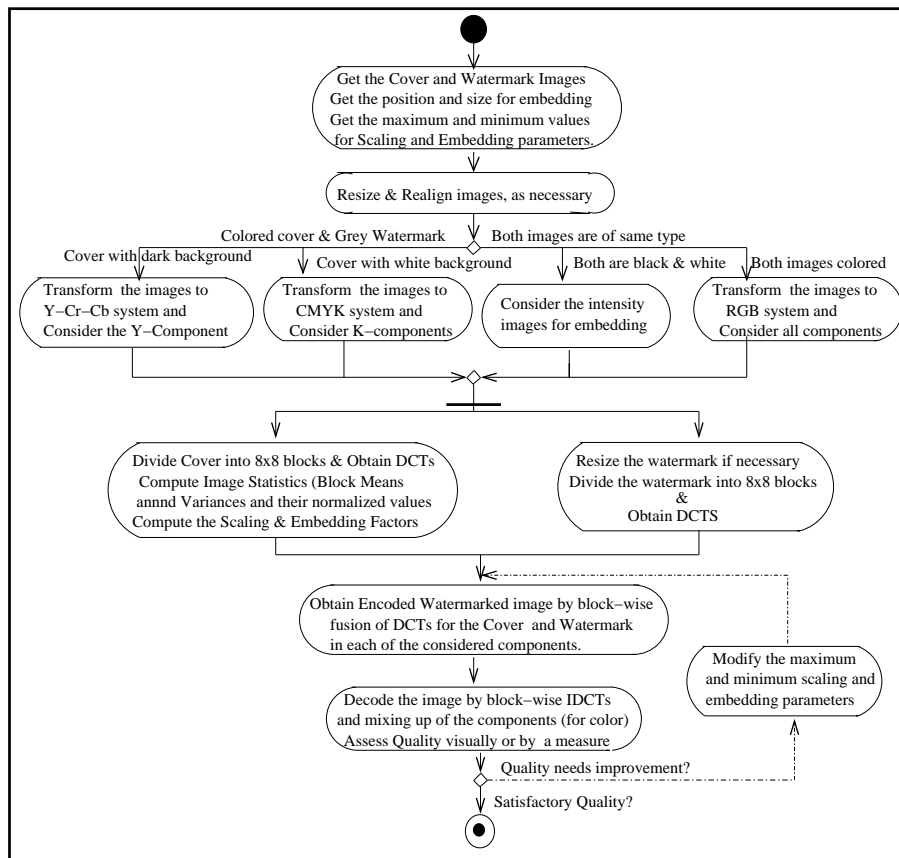 Get the Cover and Watermark Images
Get the position and size for embedding
Get the maximum and minimum values
for Scaling and Embedding parameters.
Resize & Realign images, as necessary
Colored cover & Grey Watermark
Both images are of same type
Cover with dark background
Cover with white background
Both are black & white
Both images colored
Transform the images to
Y-Cr-Cb system and
Consider the Y-Component
Transform the images to
CMYK system and
Consider K-components
Consider the intensity
images for embedding
Transform the images to
RGB system and
Consider all components
Divide Cover into 8x8 blocks & Obtain DCTs
Compute Image Statistics (Block Means
annnd Variances and their normalized values
Compute the Scaling & Embedding Factors
Resize the watermark if necessary
Divide the watermark into 8x8 blocks
&
Obtain DCTS
Obtain Encoded Watermarked image by block-wise
fusion of DCTs for the Cover and Watermark
in each of the considered components.
Modify the maximum
and minimum scaling and
embedding parameters
Decode the image by block-wise IDCTs
and mixing up of the components (for color)
Assess Quality visually or by a measure
Quality needs improvement?
Satisfactory Quality?